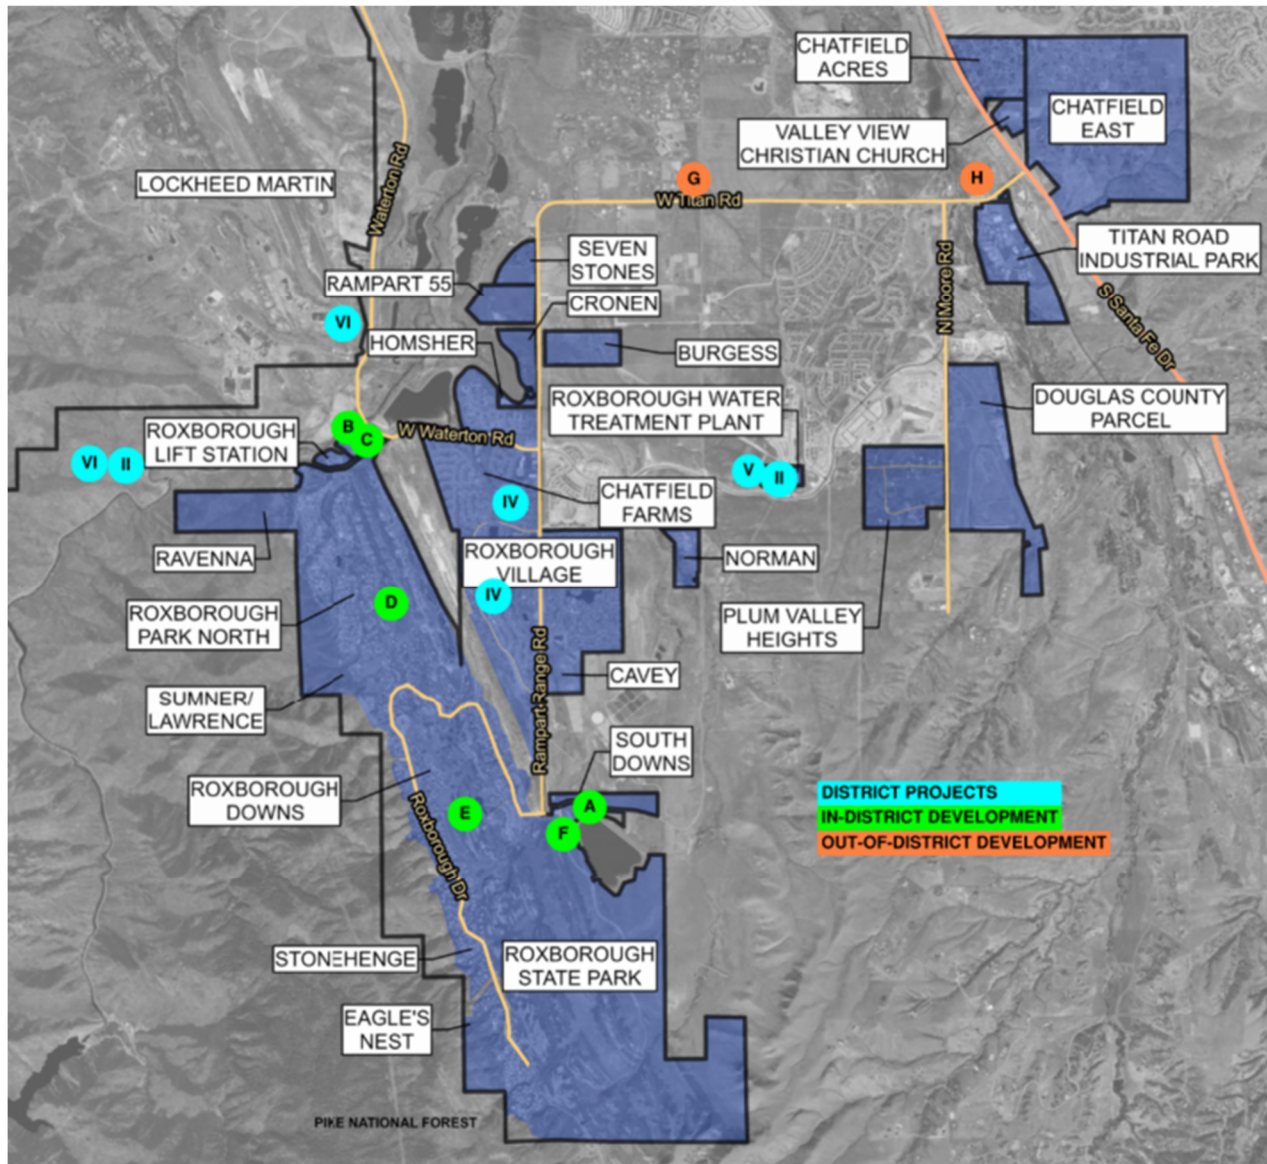 CHATFIELD
ACRES
CHATFIELD
EAST
VALLEY VIEW
CHRISTIAN CHURCH
LOCKHEED MARTIN
Waterton Rd
G
H
W Titan Rd
SEVEN
STONES
TITAN ROAD
INDUSTRIAL PARK
RAMPART 55
CRONEN
N Moore Rd
S Santa Fe Dr
VI
HOMSHER
BURGESS
ROXBOROUGH WATER
TREATMENT PLANT
DOUGLAS COUNTY
PARCEL
B
C
W Waterton Rd
ROXBOROUGH
LIFT STATION
VI
II
V
II
CHATFIELD
FARMS
IV
RAVENNA
ROXBOROUGH
VILLAGE
NORMAN
IV
D
ROXBOROUGH
PARK NORTH
PLUM VALLEY
HEIGHTS
CAVEY
Rampart Range Rd
SUMNER/
LAWRENCE
SOUTH
DOWNS
ROXBOROUGH
DOWNS
DISTRICT PROJECTS
IN-DISTRICT DEVELOPMENT
OUT-OF-DISTRICT DEVELOPMENT
A
E
F
Roxborough Dr
STONEHENGE
ROXBOROUGH
STATE PARK
EAGLE'S
NEST
PIKE NATIONAL FOREST